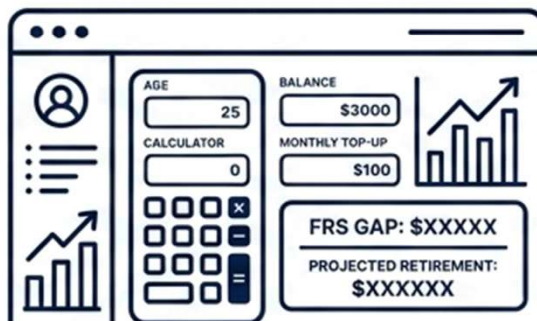 AGE
25
CALCULATOR
0
×
−
=
BALANCE
$3000
MONTHLY TOP-UP
$100
FRS GAP: $XXXXX
PROJECTED RETIREMENT:
$XXXXXX